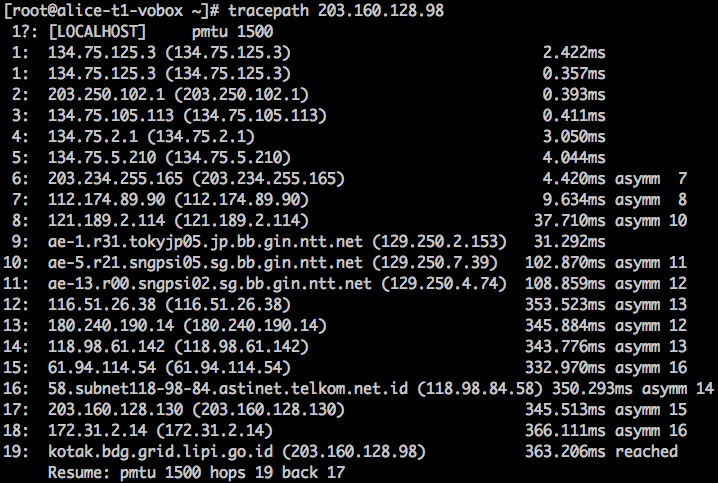 [root@alice-t1-vobox ~]# tracepath 203.160.128.98
1?: [LOCALHOST] pmtu 1500
1: 134.75.125.3 (134.75.125.3) 2.422ms
1: 134.75.125.3 (134.75.125.3) 0.357ms
2: 203.250.102.1 (203.250.102.1) 0.393ms
3: 134.75.105.113 (134.75.105.113) 0.411ms
4: 134.75.2.1 (134.75.2.1) 3.050ms
5: 134.75.5.210 (134.75.5.210) 4.044ms
6: 203.234.255.165 (203.234.255.165) 4.420ms asymm 7
7: 112.174.89.90 (112.174.89.90) 9.634ms asymm 8
8: 121.189.2.114 (121.189.2.114) 37.710ms asymm 10
9: ae-1.r31.tokyjp05.jp.bb.gin.ntt.net (129.250.2.153) 31.292ms
10: ae-5.r21.sngpsi05.sg.bb.gin.ntt.net (129.250.7.39) 102.870ms asymm 11
11: ae-13.r00.sngpsi02.sg.bb.gin.ntt.net (129.250.4.74) 108.859ms asymm 12
12: 116.51.26.38 (116.51.26.38) 353.523ms asymm 13
13: 180.240.190.14 (180.240.190.14) 345.884ms asymm 12
14: 118.98.61.142 (118.98.61.142) 343.776ms asymm 13
15: 61.94.114.54 (61.94.114.54) 332.970ms asymm 16
16: 58.subnet118-98-84.astinet.telkom.net.id (118.98.84.58) 350.293ms asymm 14
17: 203.160.128.130 (203.160.128.130) 345.513ms asymm 15
18: 172.31.2.14 (172.31.2.14) 366.111ms asymm 16
19: kotak.bdg.grid.lipi.go.id (203.160.128.98) 363.206ms reached
Resume: pmtu 1500 hops 19 back 17